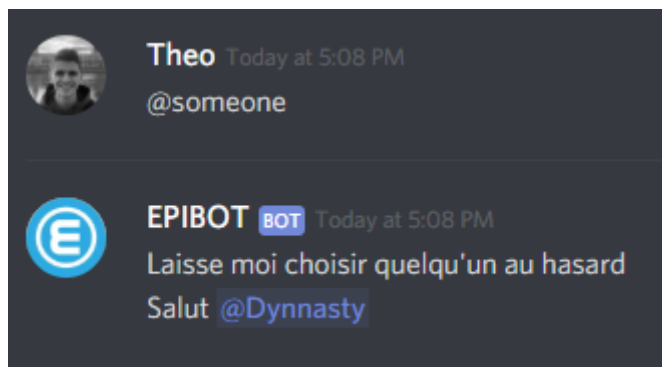 Theo Today at 5:08 PM
@someone
EPIBOT BOT Today at 5:08 PM
Laisse moi choisir quelqu'un au hasard
Salut @Dynnasty